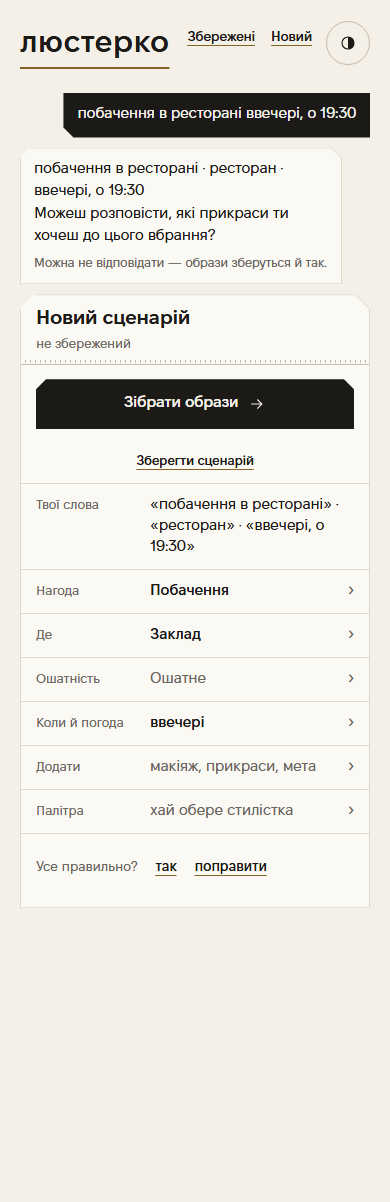 люстерко
Збережені
Новий
побачення в ресторані ввечері, о 19:30
побачення в ресторані · ресторан ·
ввечері, о 19:30
Можеш розповісти, які прикраси ти
хочеш до цього вбрання?
Можна не відповідати — образи зберуться й так.
Новий сценарій
не збережений
Зібрати образи →
Зберегти сценарій
Твої слова
«побачення в ресторані» ·
«ресторан» · «ввечері, о
19:30»
Нагода
Побачення
Де
Заклад
Ошатність
Ошатне
Коли й погода
ввечері
Додати
макіяж, прикраси, мета
Палітра
хай обере стилістка
Усе правильно?
так
поправити